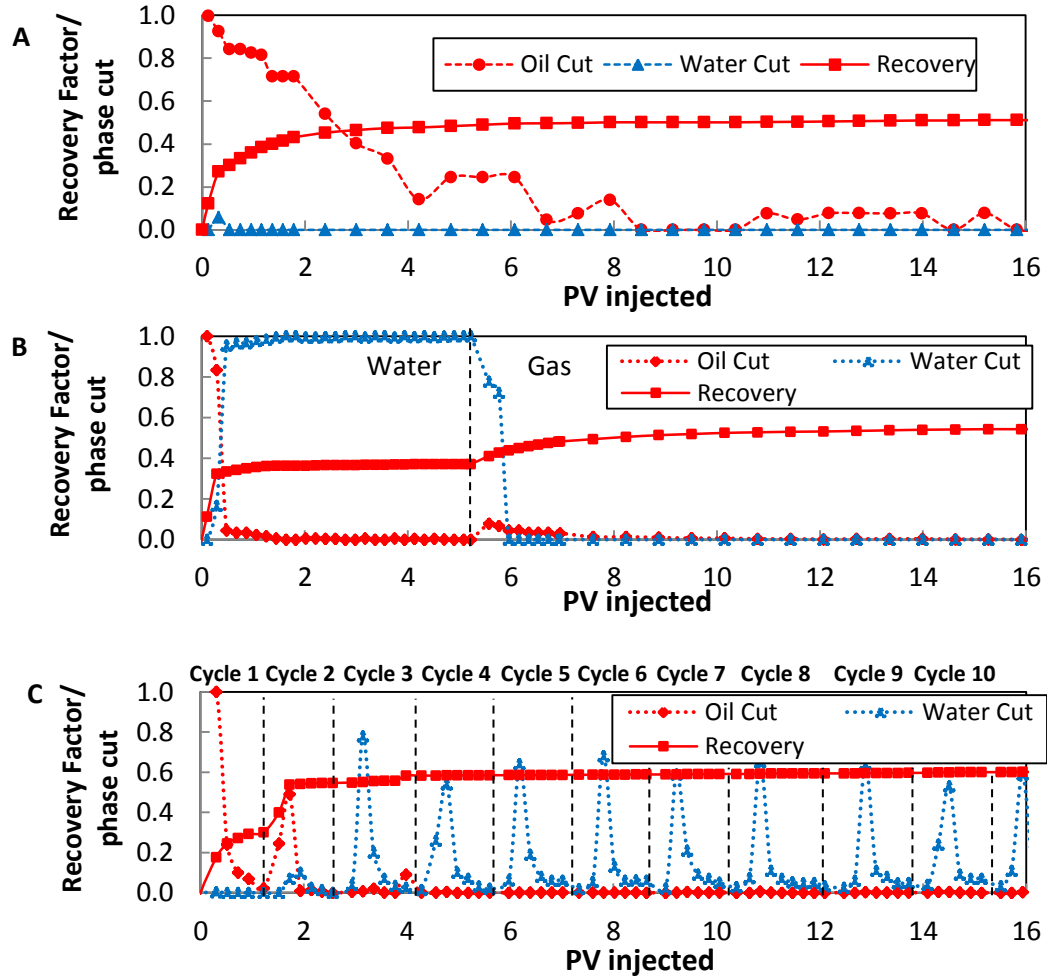 A
Recovery Factor/
phase cut
1.0
0.8
0.6
0.4
0.2
0.0
Oil Cut Water Cut Recovery
0 2 4 6 8 10 12 14 16
PV injected
B
Recovery Factor/
phase cut
1.0
0.8
0.6
0.4
0.2
0.0
Water Gas
Oil Cut Water Cut
Recovery
0 2 4 6 8 10 12 14 16
PV injected
C
Recovery Factor/
phase cut
Cycle 1 Cycle 2 Cycle 3 Cycle 4 Cycle 5 Cycle 6 Cycle 7 Cycle 8 Cycle 9 Cycle 10
1.0
0.8
0.6
0.4
0.2
0.0
Oil Cut Water Cut
Recovery
0 2 4 6 8 10 12 14 16
PV injected